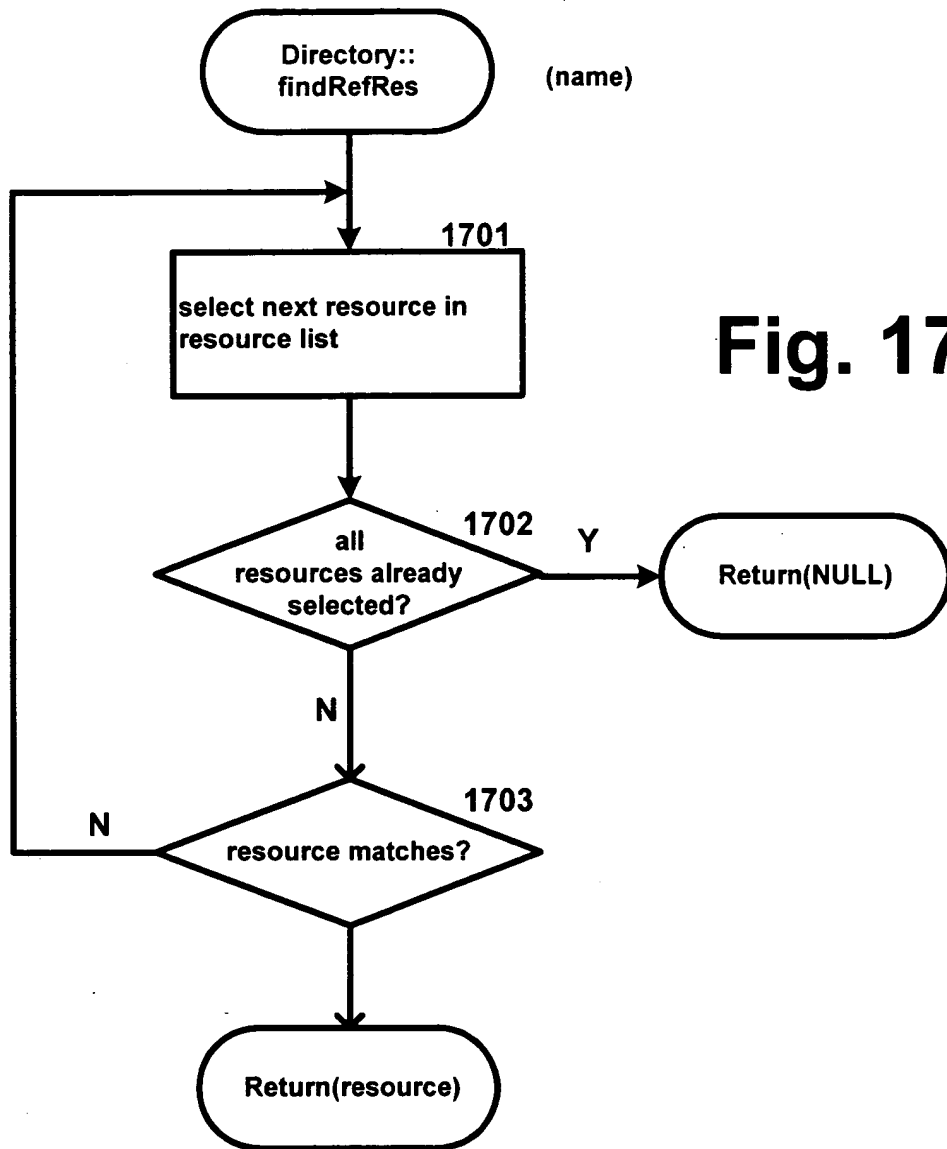 Directory::
findRefRes
(name)
1701
select next resource in
resource list
Fig. 17
1702
all
resources already
selected?
Y
Return(NULL)
N
1703
N
resource matches?
Return(resource)